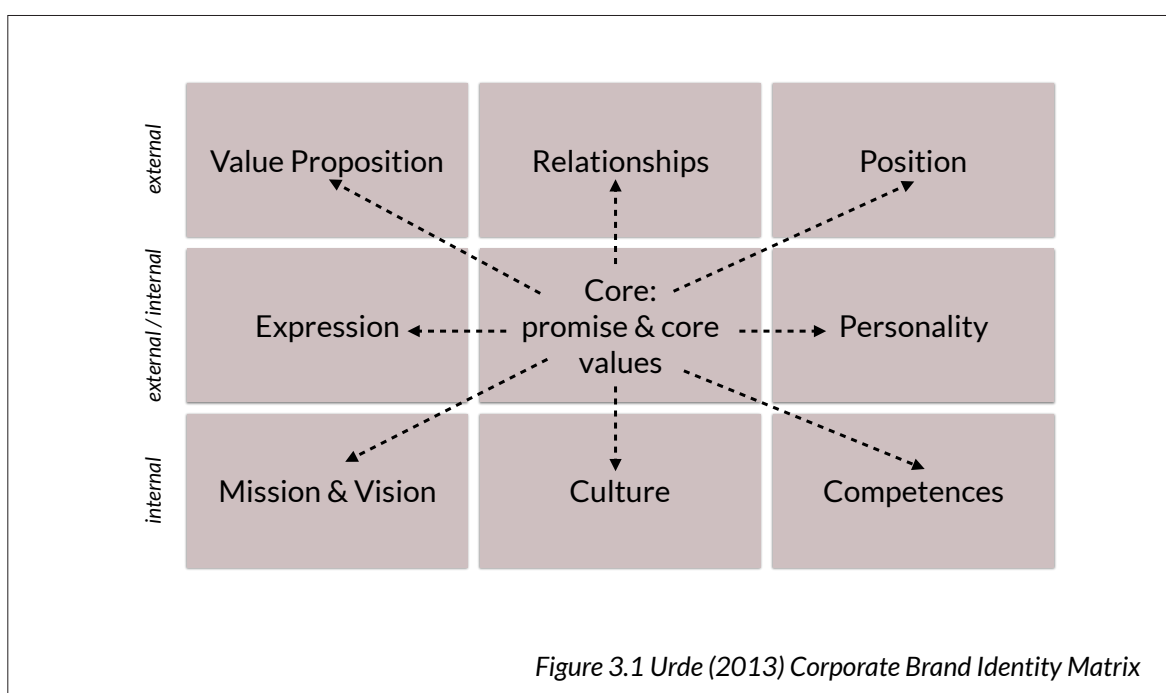 external
Value Proposition
Relationships
Position
external / internal
Expression
Core:
promise & core
values
Personality
internal
Mission & Vision
Culture
Competences
Figure 3.1 Urde (2013) Corporate Brand Identity Matrix